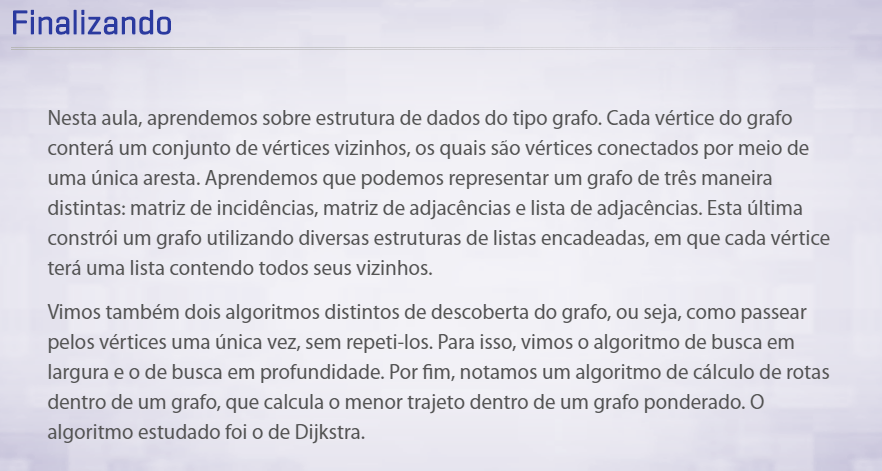 Finalizando
Nesta aula, aprendemos sobre estrutura de dados do tipo grafo. Cada vértice do grafo
conterá um conjunto de vértices vizinhos, os quais são vértices conectados por meio de
uma única aresta. Aprendemos que podemos representar um grafo de três maneira
distintas: matriz de incidências, matriz de adjacências e lista de adjacências. Esta última
constrói um grafo utilizando diversas estruturas de listas encadeadas, em que cada vértice
terá uma lista contendo todos seus vizinhos.
Vimos também dois algoritmos distintos de descoberta do grafo, ou seja, como passear
pelos vértices uma única vez, sem repeti-los. Para isso, vimos o algoritmo de busca em
largura e o de busca em profundidade. Por fim, notamos um algoritmo de cálculo de rotas
dentro de um grafo, que calcula o menor trajeto dentro de um grafo ponderado. O
algoritmo estudado foi o de Dijkstra.